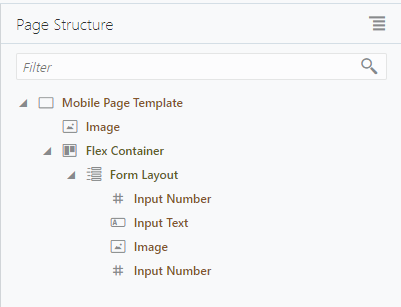 Page Structure
Filter
Mobile Page Template
Image
Flex Container
Form Layout
Input Number
Input Text
Image
Input Number